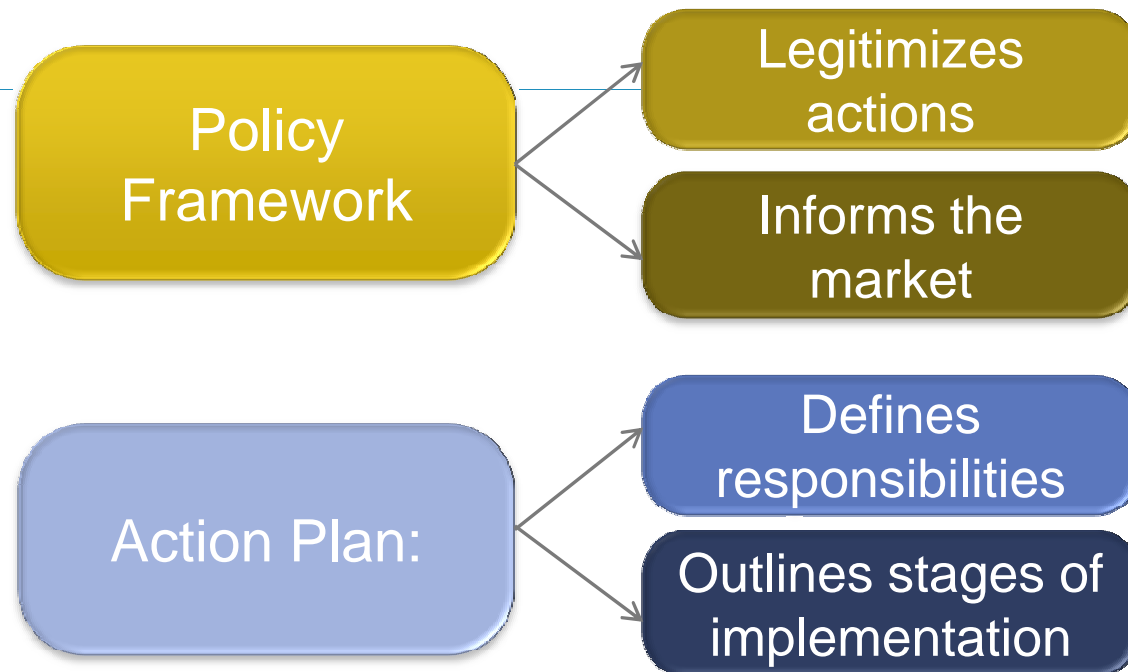 Policy
Framework
Legitimizes
actions
Informs the
market
Action Plan:
Defines
responsibilities
Outlines stages of
implementation